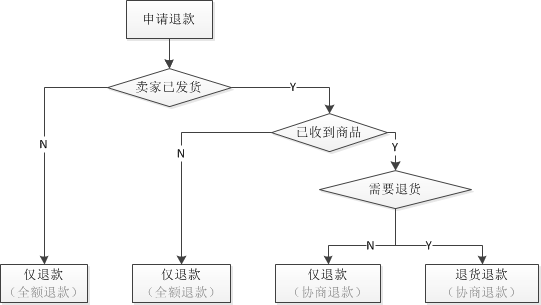 申请退款
卖家已发货
Y
已收到商品
N
N
Y
需要退货
N
Y
仅退款
(全额退款)
仅退款
(全额退款)
仅退款
(协商退款)
退货退款
(协商退款)